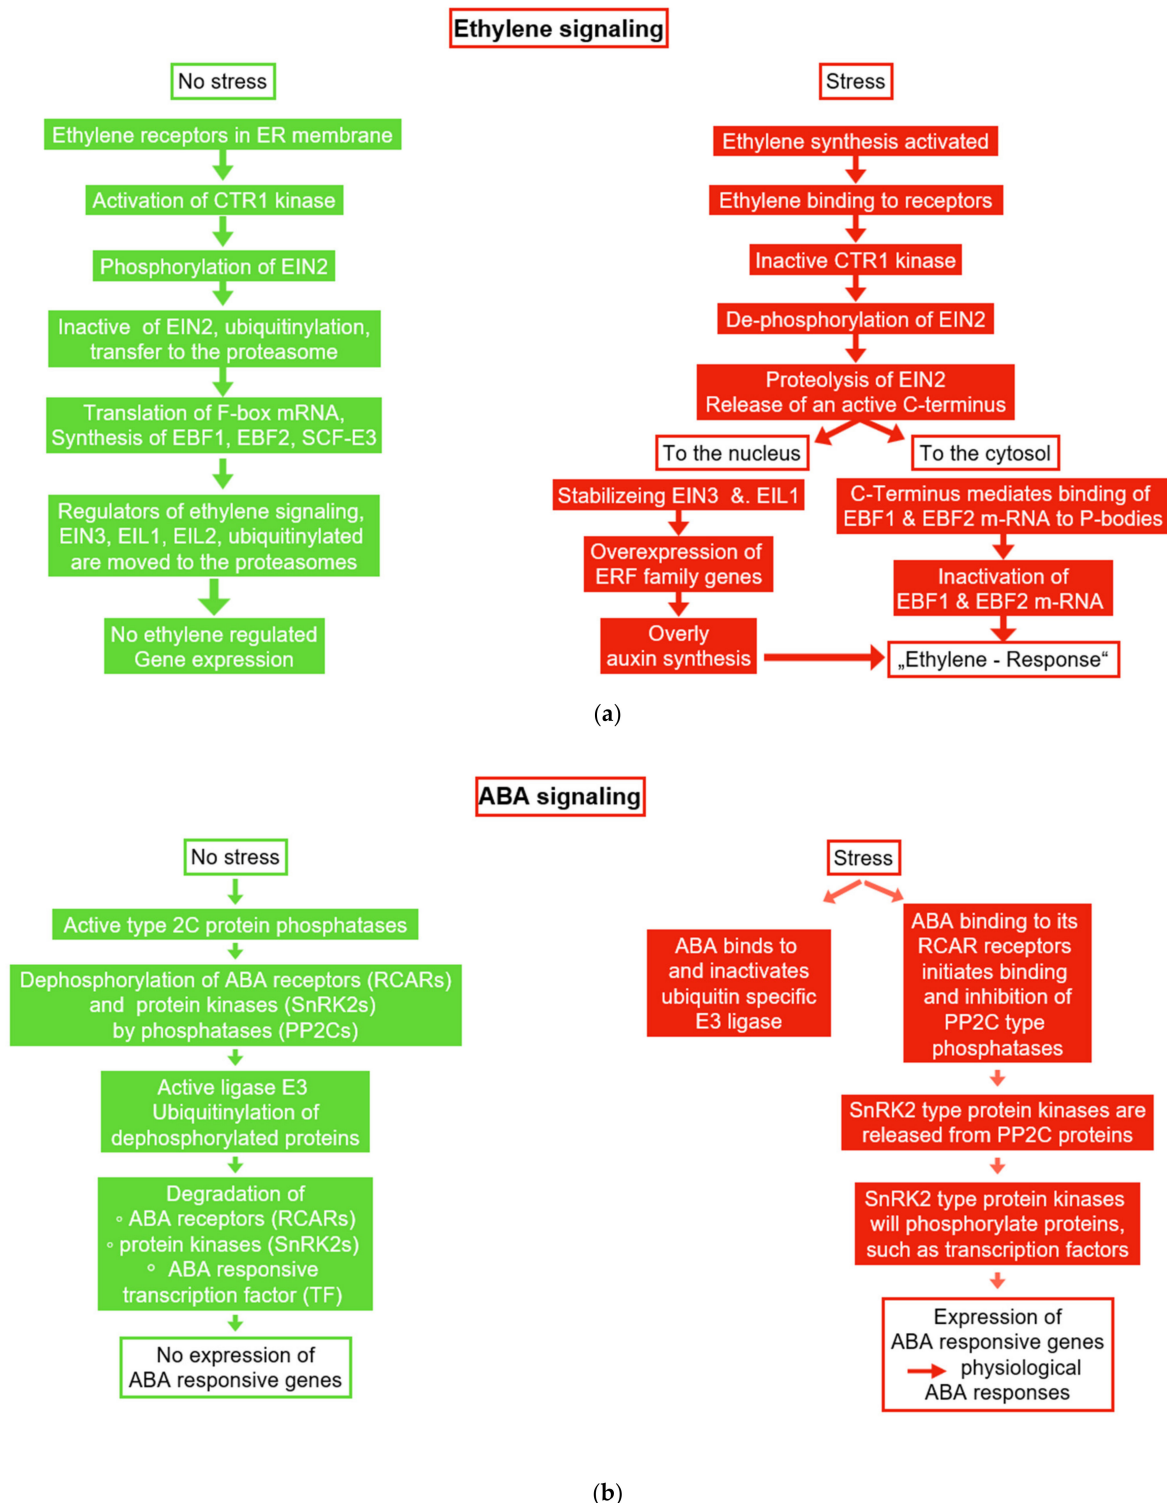 Ethylene signaling
No stress
Ethylene receptors in ER membrane
Activation of CTR1 kinase
Phosphorylation of EIN2
Inactive of EIN2, ubiquitinylation,
transfer to the proteasome
Translation of F-box mRNA,
Synthesis of EBF1, EBF2, SCF-E3
Regulators of ethylene signaling,
EIN3, EIL1, EIL2, ubiquitinylated
are moved to the proteasomes
No ethylene regulated
Gene expression
Stress
Ethylene synthesis activated
Ethylene binding to receptors
Inactive CTR1 kinase
De-phosphorylation of EIN2
Proteolysis of EIN2
Release of an active C-terminus
To the nucleus
Stabilizeing EIN3 &. EIL1
Overexpression of
ERF family genes
Overly
auxin synthesis
To the cytosol
C-Terminus mediates binding of
EBF1 & EBF2 m-RNA to P-bodies
Inactivation of
EBF1 & EBF2 m-RNA
„Ethylene - Response“
(a)
ABA signaling
No stress
Active type 2C protein phosphatases
Dephosphorylation of ABA receptors (RCARs)
and protein kinases (SnRK2s)
by phosphatases (PP2Cs)
Active ligase E3
Ubiquitinylation of
dephosphorylated proteins
Degradation of
◦ ABA receptors (RCARs)
◦ protein kinases (SnRK2s)
◦ ABA responsive
transcription factor (TF)
No expression of
ABA responsive genes
Stress
ABA binds to
and inactivates
ubiquitin specific
E3 ligase
ABA binding to its
RCAR receptors
initiates binding
and inhibition of
PP2C type
phosphatases
SnRK2 type protein kinases are
released from PP2C proteins
SnRK2 type protein kinases
will phosphorylate proteins,
such as transcription factors
Expression of
ABA responsive genes
physiological
ABA responses
(b)